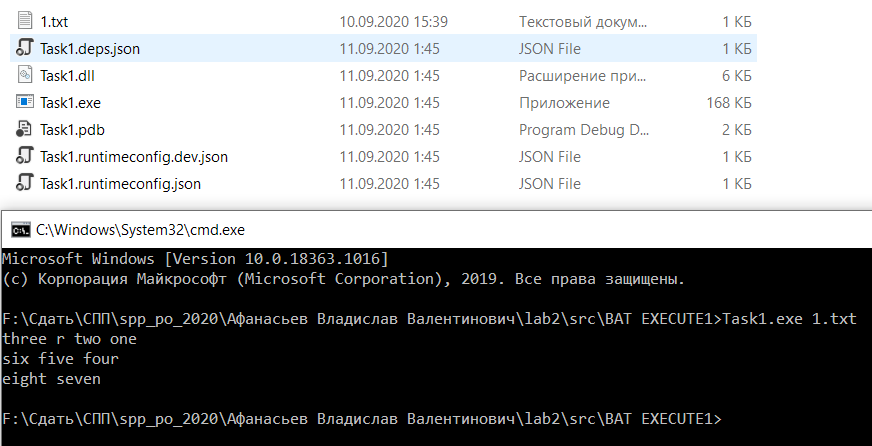 1.txt 10.09.2020 15:39 Текстовый докум... 1 КБ
Task1.deps.json 11.09.2020 1:45 JSON File 1 КБ
Task1.dll 11.09.2020 1:45 Расширение при... 6 КБ
Task1.exe 11.09.2020 1:45 Приложение 168 КБ
Task1.pdb 11.09.2020 1:45 Program Debug D... 2 КБ
Task1.runtimeconfig.dev.json 11.09.2020 1:45 JSON File 1 КБ
Task1.runtimeconfig.json 11.09.2020 1:45 JSON File 1 КБ
C:\Windows\System32\cmd.exe
Microsoft Windows [Version 10.0.18363.1016]
(c) Корпорация Майкрософт (Microsoft Corporation), 2019. Все права защищены.
F:\Сдать\СПП\spp_po_2020\Афанасьев Владислав Валентинович\lab2\src\BAT EXECUTE1>Task1.exe 1.txt
three r two one
six five four
eight seven
F:\Сдать\СПП\spp_po_2020\Афанасьев Владислав Валентинович\lab2\src\BAT EXECUTE1>